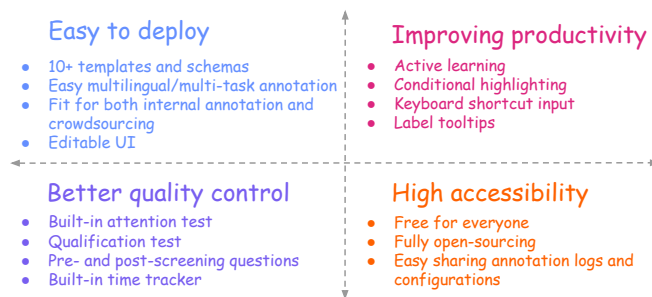 Easy to deploy
● 10+ templates and schemas
● Easy multilingual/multi-task annotation
● Fit for both internal annotation and
crowdsourcing
● Editable UI
Improving productivity
● Active learning
● Conditional highlighting
● Keyboard shortcut input
● Label tooltips
Better quality control
● Built-in attention test
● Qualification test
● Pre- and post-screening questions
● Built-in time tracker
High accessibility
● Free for everyone
● Fully open-sourcing
● Easy sharing annotation logs and
configurations